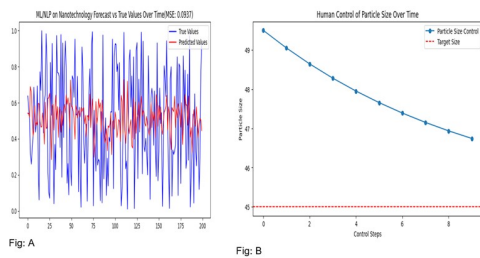 ML/NLP on Nanotechnology Forecast vs True Values Over Time(MSE: 0.0937)
True Values
Predicted Values
1.0
0.8
0.6
0.4
0.2
0.0
0 25 50 75 100 125 150 175 200
Fig: A
Human Control of Particle Size Over Time
Particle Size Control
Target Size
Particle Size
49
48
47
46
45
0 2 4 6 8
Control Steps
Fig: B